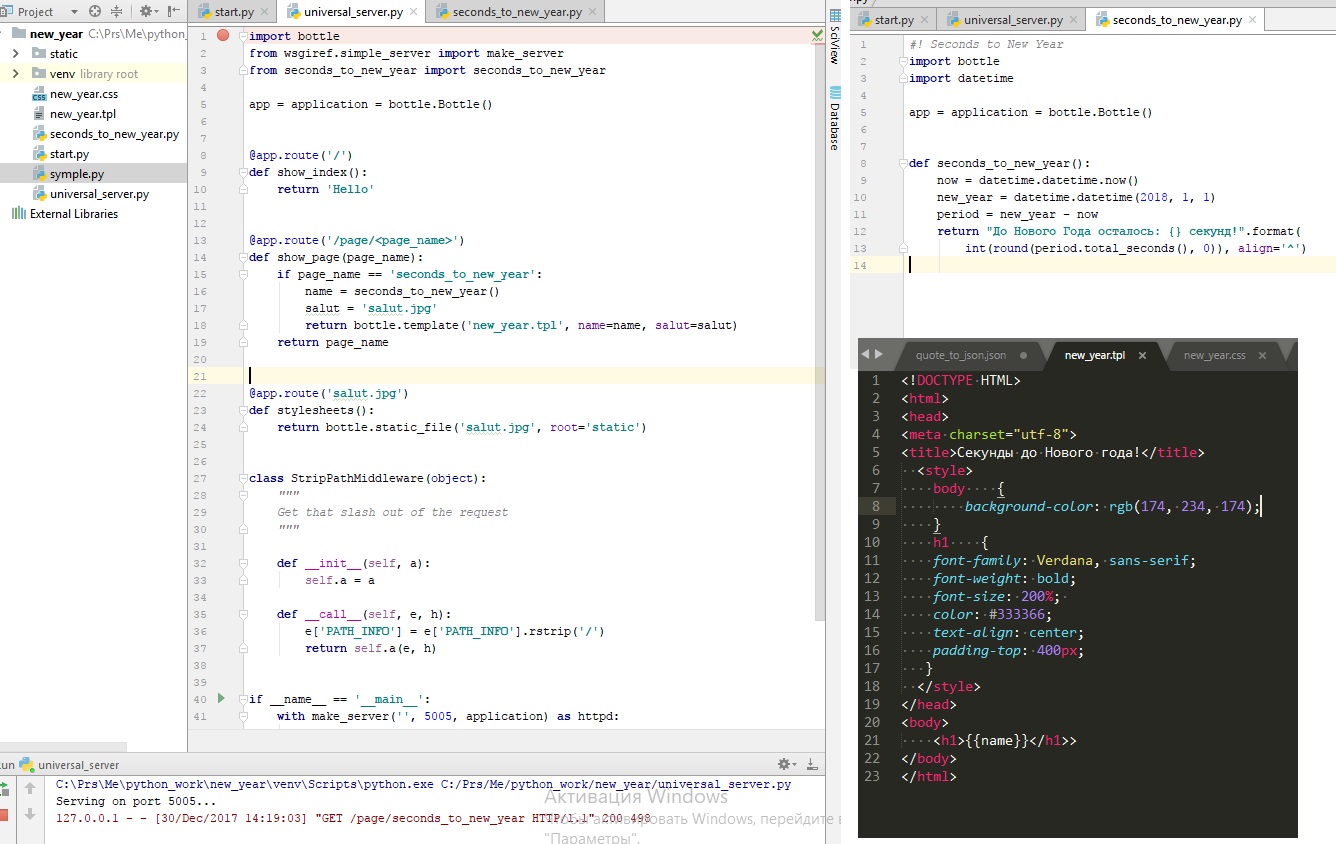 Project
new_year C:\Prs\Me\python_
static
venv library root
new_year.css
new_year.tpl
seconds_to_new_year.py
start.py
symple.py
universal_server.py
External Libraries
start.py
universal_server.py
seconds_to_new_year.py
1 import bottle
2 from wsgiref.simple_server import make_server
3 from seconds_to_new_year import seconds_to_new_year
4
5 app = application = bottle.Bottle()
6
7
8 @app.route('/')
9 def show_index():
10 return 'Hello'
11
12
13 @app.route('/page/<page_name>')
14 def show_page(page_name):
15 if page_name == 'seconds_to_new_year':
16 name = seconds_to_new_year()
17 salut = 'salut.jpg'
18 return bottle.template('new_year.tpl', name=name, salut=salut)
19 return page_name
20
21
22 @app.route('salut.jpg')
23 def stylesheets():
24 return bottle.static_file('salut.jpg', root='static')
25
26
27 class StripPathMiddleware(object):
28 """
29 Get that slash out of the request
30 """
31
32 def __init__(self, a):
33 self.a = a
34
35 def __call__(self, e, h):
36 e['PATH_INFO'] = e['PATH_INFO'].rstrip('/')
37 return self.a(e, h)
38
39
40 if __name__ == '__main__':
41 with make_server('', 5005, application) as httpd:
SciView
Database
start.py
universal_server.py
seconds_to_new_year.py
1 #! Seconds to New Year
2 import bottle
3 import datetime
4
5 app = application = bottle.Bottle()
6
7
8 def seconds_to_new_year():
9 now = datetime.datetime.now()
10 new_year = datetime.datetime(2018, 1, 1)
11 period = new_year - now
12 return "До Нового Года осталось: {} секунд!".format(
13 int(round(period.total_seconds(), 0)), align='^')
14
quote_to_json.json
new_year.tpl
new_year.css
1 <!DOCTYPE HTML>
2 <html>
3 <head>
4 <meta charset="utf-8">
5 <title>Секунды до Нового года!</title>
6 <style>
7 body {
8 background-color: rgb(174, 234, 174);
9 }
10 h1 {
11 font-family: Verdana, sans-serif;
12 font-weight: bold;
13 font-size: 200%;
14 color: #333366;
15 text-align: center;
16 padding-top: 400px;
17 }
18 </style>
19 </head>
20 <body>
21 <h1>{{name}}</h1>>
22 </body>
23 </html>
un universal_server
C:\Prs\Me\python_work\new_year\venv\Scripts\python.exe C:/Prs/Me/python_work/new_year/universal_server.py
Serving on port 5005...
127.0.0.1 - - [30/Dec/2017 14:19:03] "GET /page/seconds_to_new_year HTTP/1.1" 200 498
Активация Windows
Чтобы активировать Windows, перейдите в
"Параметры".